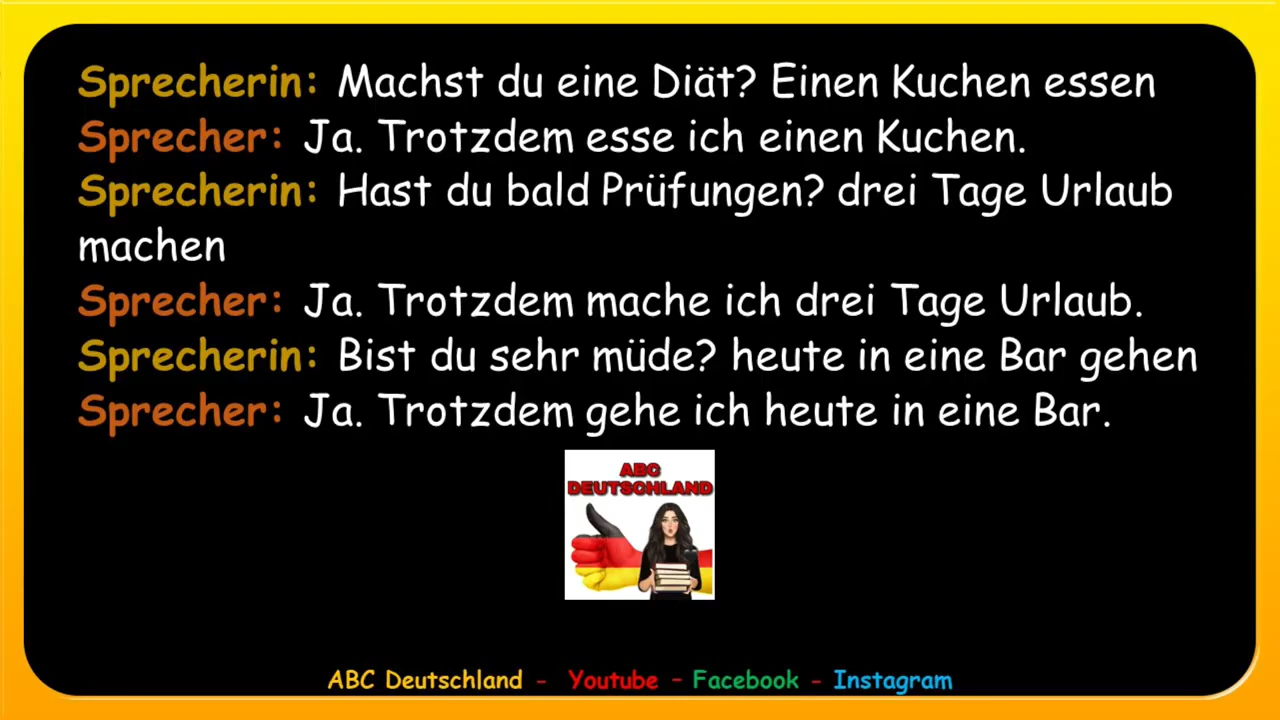 Sprecherin: Machst du eine Diät? Einen Kuchen essen
Sprecher: Ja. Trotzdem esse ich einen Kuchen.
Sprecherin: Hast du bald Prüfungen? drei Tage Urlaub
machen
Sprecher: Ja. Trotzdem mache ich drei Tage Urlaub.
Sprecherin: Bist du sehr müde? heute in eine Bar gehen
Sprecher: Ja. Trotzdem gehe ich heute in eine Bar.
ABC
DEUTSCHLAND
ABC Deutschland - Youtube - Facebook - Instagram